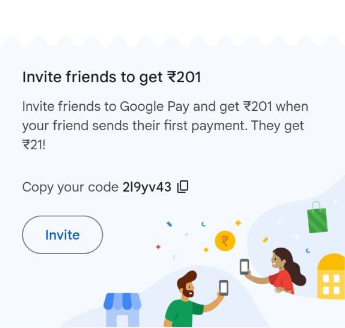 Invite friends to get ₹201
Invite friends to Google Pay and get ₹201 when
your friend sends their first payment. They get
₹21!
Copy your code 2l9yv43
Invite
₹